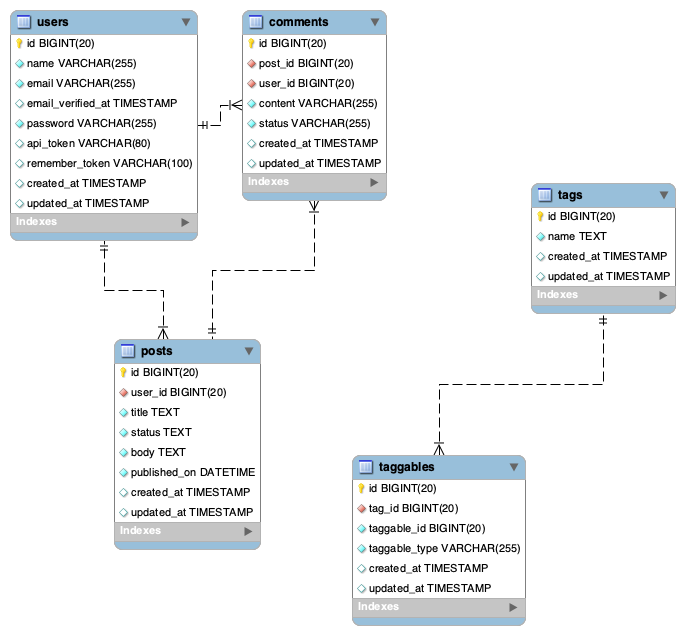 users
id BIGINT(20)
name VARCHAR(255)
email VARCHAR(255)
email_verified_at TIMESTAMP
password VARCHAR(255)
api_token VARCHAR(80)
remember_token VARCHAR(100)
created_at TIMESTAMP
updated_at TIMESTAMP
Indexes
comments
id BIGINT(20)
post_id BIGINT(20)
user_id BIGINT(20)
content VARCHAR(255)
status VARCHAR(255)
created_at TIMESTAMP
updated_at TIMESTAMP
Indexes
tags
id BIGINT(20)
name TEXT
created_at TIMESTAMP
updated_at TIMESTAMP
Indexes
posts
id BIGINT(20)
user_id BIGINT(20)
title TEXT
status TEXT
body TEXT
published_on DATETIME
created_at TIMESTAMP
updated_at TIMESTAMP
Indexes
taggables
id BIGINT(20)
tag_id BIGINT(20)
taggable_id BIGINT(20)
taggable_type VARCHAR(255)
created_at TIMESTAMP
updated_at TIMESTAMP
Indexes